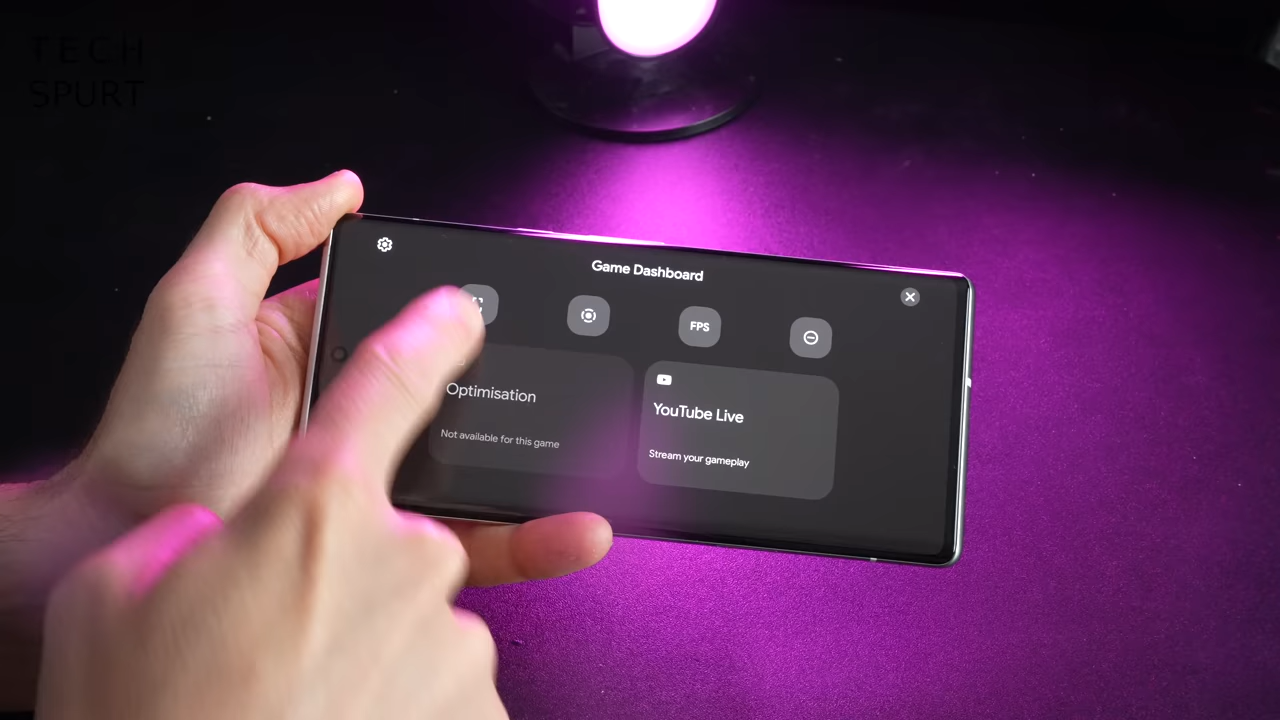 TECH
SPURT
Game Dashboard
FPS
Optimisation
Not available for this game
YouTube Live
Stream your gameplay